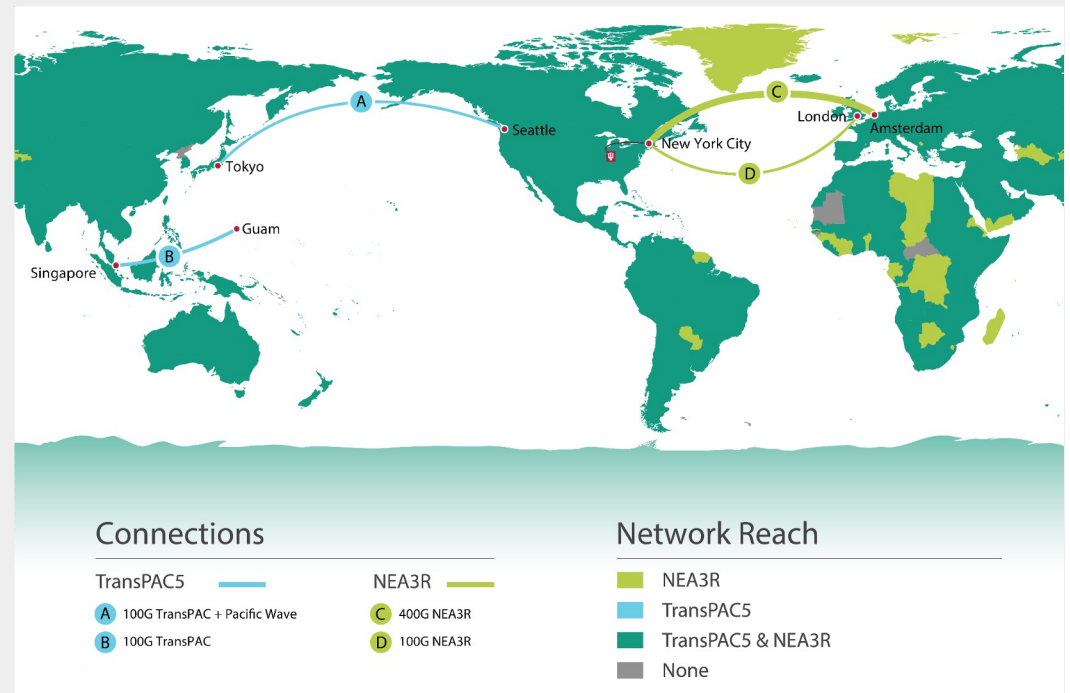 A
C
London
Seattle
Amsterdam
New York City
Tokyo
D
Guam
B
Singapore
Connections
TransPAC5
A 100G TransPAC + Pacific Wave
B 100G TransPAC
NEA3R
C 400G NEA3R
D 100G NEA3R
Network Reach
NEA3R
TransPAC5
TransPAC5 & NEA3R
None